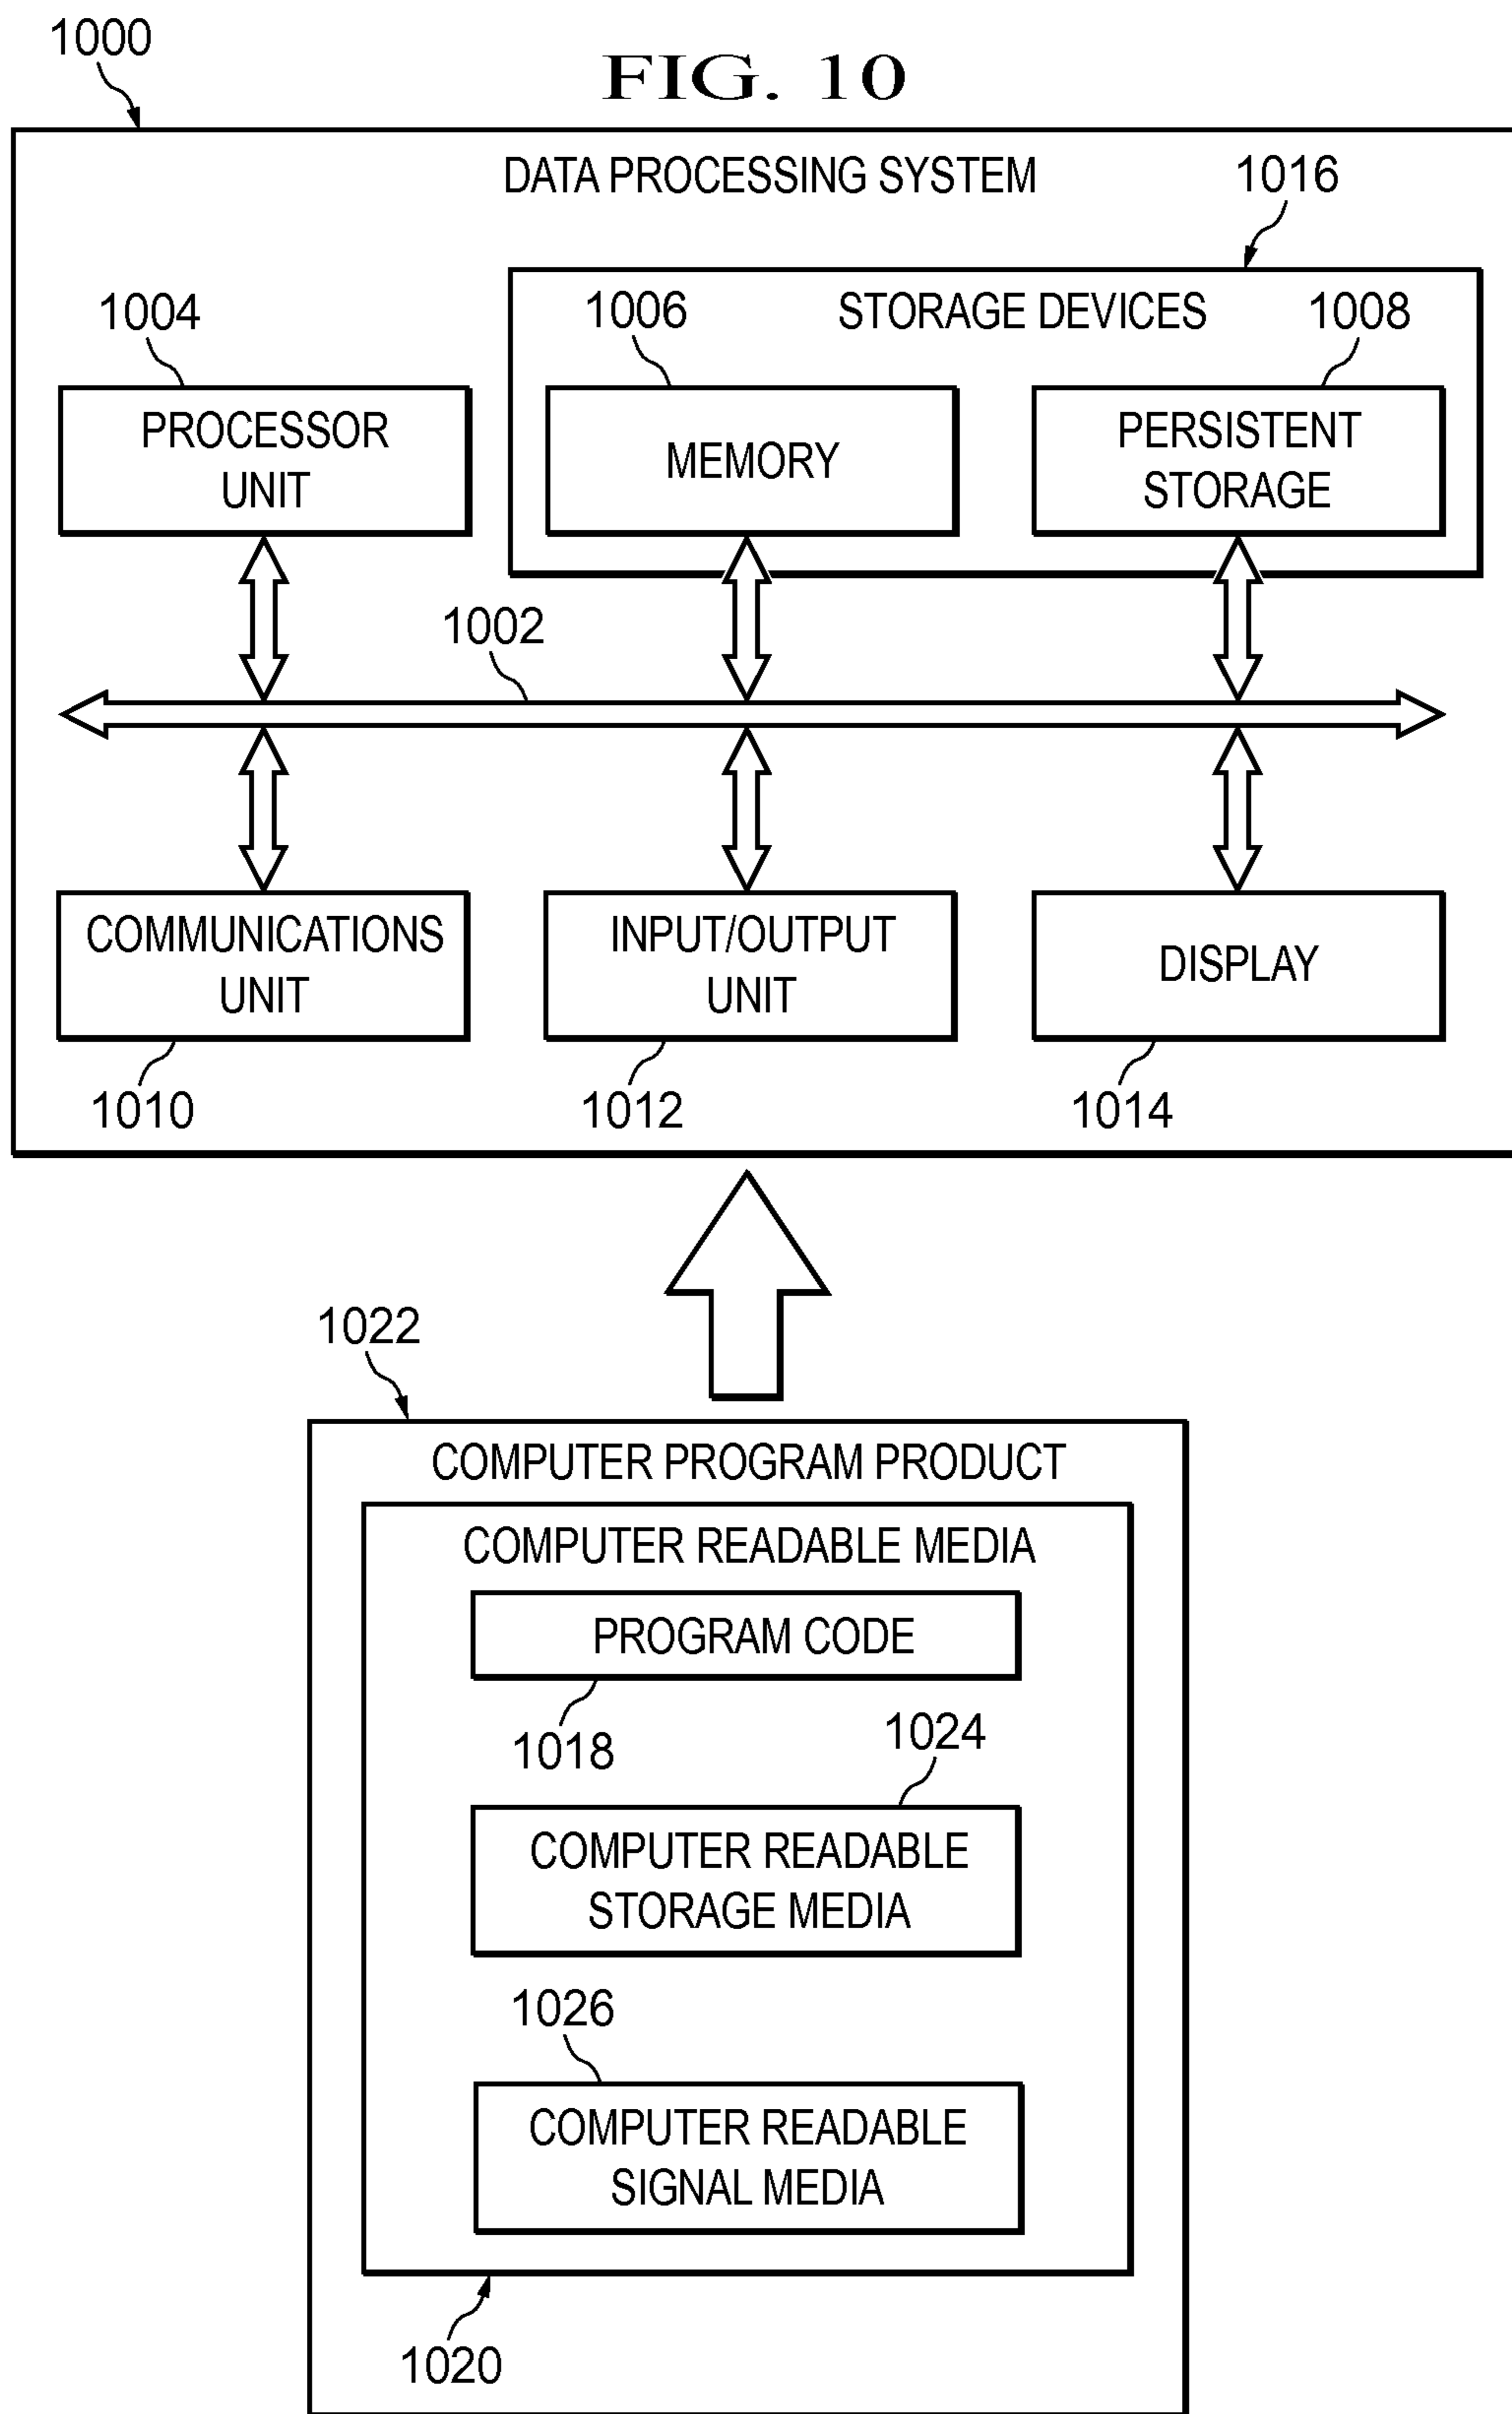 1000
FIG. 10
DATA PROCESSING SYSTEM
1016
1004
1006
STORAGE DEVICES
1008
PROCESSOR
UNIT
MEMORY
PERSISTENT
STORAGE
1002
COMMUNICATIONS
UNIT
INPUT/OUTPUT
UNIT
DISPLAY
1010
1012
1014
1022
COMPUTER PROGRAM PRODUCT
COMPUTER READABLE MEDIA
PROGRAM CODE
1018
1024
COMPUTER READABLE
STORAGE MEDIA
1026
COMPUTER READABLE
SIGNAL MEDIA
1020